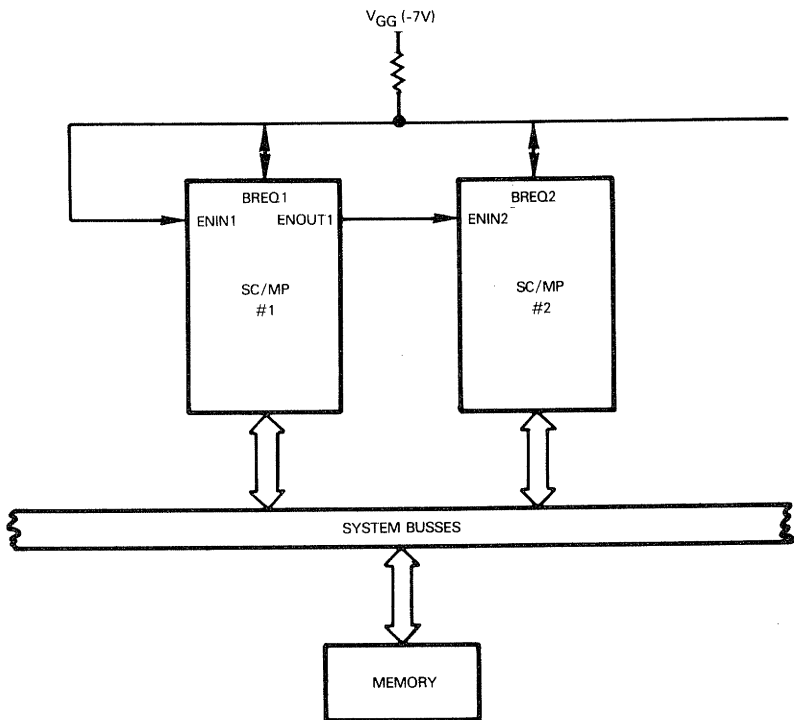 VGG (-7V)
BREQ1
BREQ2
ENIN1 ENOUT1
ENIN2
SC/MP
#1
SC/MP
#2
SYSTEM BUSSES
MEMORY